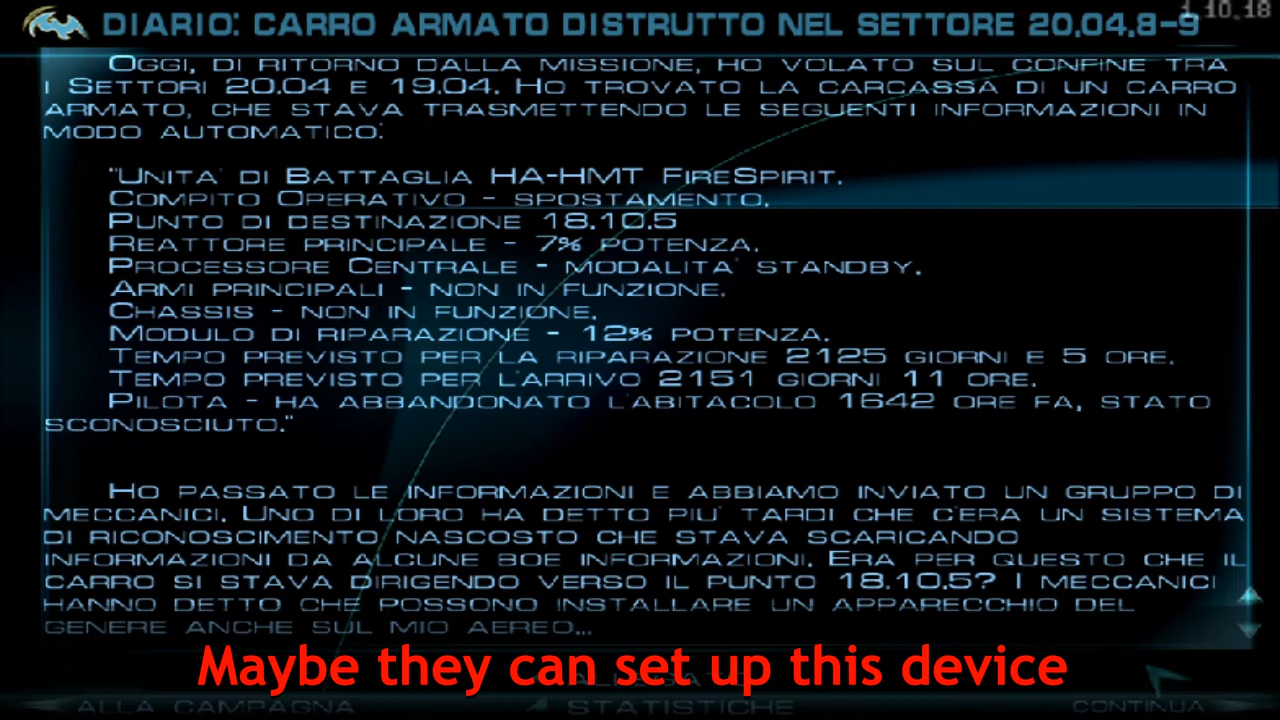 DIARIO: CARRO ARMATO DISTRUTTO NEL SETTORE 20.04.8-9
OGGI, DI RITORNO DALLA MISSIONE, HO VOLATO SUL CONFINE TRA
I SETTORI 20.04 E 19.04. HO TROVATO LA CARCASSA DI UN CARRO
ARMATO, CHE STAVA TRASMETTENDO LE SEGUENTI INFORMAZIONI IN
MODO AUTOMATICO:
"UNITA' DI BATTAGLIA HA-HMT FIRESPIRIT.
COMPITO OPERATIVO - SPOSTAMENTO.
PUNTO DI DESTINAZIONE 18.10.5
REATTORE PRINCIPALE - 7% POTENZA.
PROCESSORE CENTRALE - MODALITA' STANDBY.
ARMI PRINCIPALI - NON IN FUNZIONE.
CHASSIS - NON IN FUNZIONE.
MODULO DI RIPARAZIONE - 12% POTENZA.
TEMPO PREVISTO PER LA RIPARAZIONE 2125 GIORNI E 5 ORE.
TEMPO PREVISTO PER L'ARRIVO 2151 GIORNI 11 ORE.
PILOTA - HA ABBANDONATO L'ABITACOLO 1642 ORE FA, STATO
SCONOSCIUTO."
HO PASSATO LE INFORMAZIONI E ABBIAMO INVIATO UN GRUPPO DI
MECCANICI. UNO DI LORO HA DETTO PIU' TARDI CHE C'ERA UN SISTEMA
DI RICONOSCIMENTO NASCOSTO CHE STAVA SCARICANDO
INFORMAZIONI DA ALCUNE BOE INFORMAZIONI. ERA PER QUESTO CHE IL
CARRO SI STAVA DIRIGENDO VERSO IL PUNTO 18.10.5? I MECCANICI
HANNO DETTO CHE POSSONO INSTALLARE UN APPARECCHIO DEL
GENERE ANCHE SUL MIO AEREO...
Maybe they can set up this device
ALLA CAMPAGNA
STATISTICHE
CONTINUA